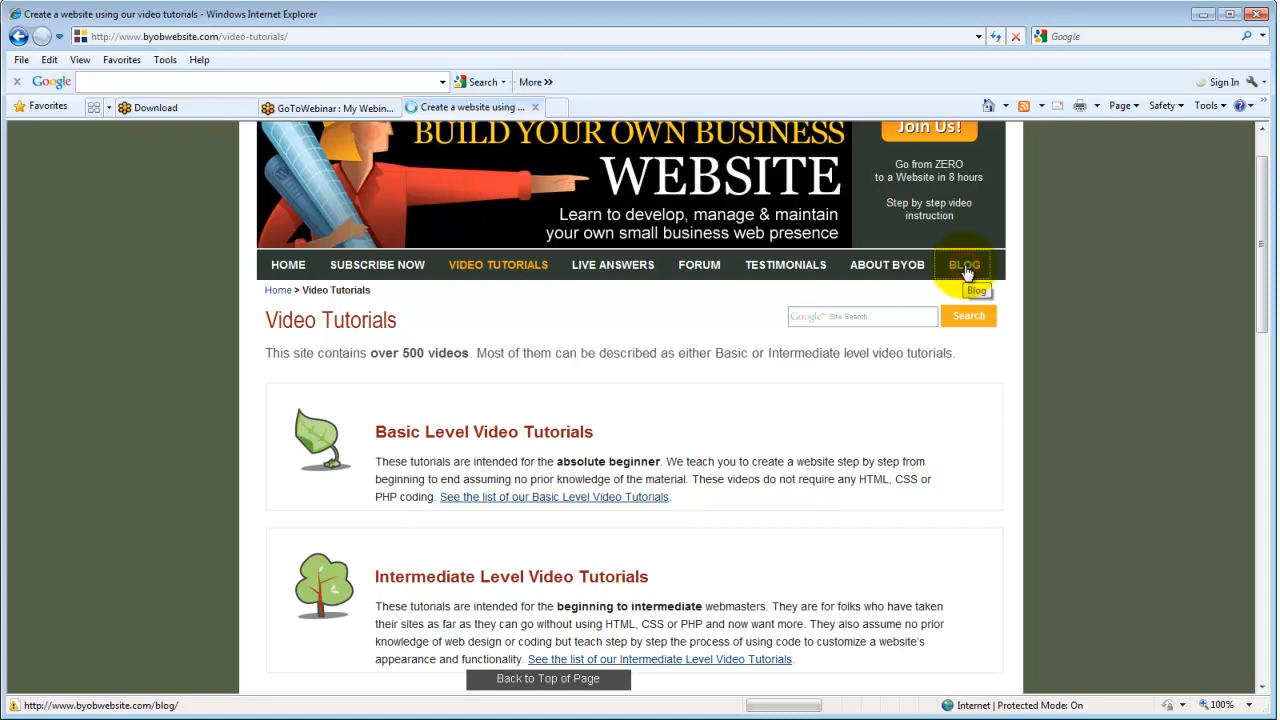 Create a website using our video tutorials - Windows Internet Explorer
http://www.byobwebsite.com/video-tutorials/
Google
File Edit View Favorites Tools Help
x Google Search More »
Sign In
Favorites Download GoToWebinar : My Webin... Create a website using ... x
Page Safety Tools »
BUILD YOUR OWN BUSINESS
WEBSITE
Learn to develop, manage & maintain
your own small business web presence
Join Us!
Go from ZERO
to a Website in 8 hours
Step by step video
instruction
HOME SUBSCRIBE NOW VIDEO TUTORIALS LIVE ANSWERS FORUM TESTIMONIALS ABOUT BYOB BLOG
Blog
Home > Video Tutorials
Video Tutorials
Google™ Site Search Search
This site contains over 500 videos. Most of them can be described as either Basic or Intermediate level video tutorials.
Basic Level Video Tutorials
These tutorials are intended for the absolute beginner. We teach you to create a website step by step from
beginning to end assuming no prior knowledge of the material. These videos do not require any HTML, CSS or
PHP coding. See the list of our Basic Level Video Tutorials.
Intermediate Level Video Tutorials
These tutorials are intended for the beginning to intermediate webmasters. They are for folks who have taken
their sites as far as they can go without using HTML, CSS or PHP and now want more. They also assume no prior
knowledge of web design or coding but teach step by step the process of using code to customize a website's
appearance and functionality. See the list of our Intermediate Level Video Tutorials.
Back to Top of Page
http://www.byobwebsite.com/blog/
Internet | Protected Mode: On
100%